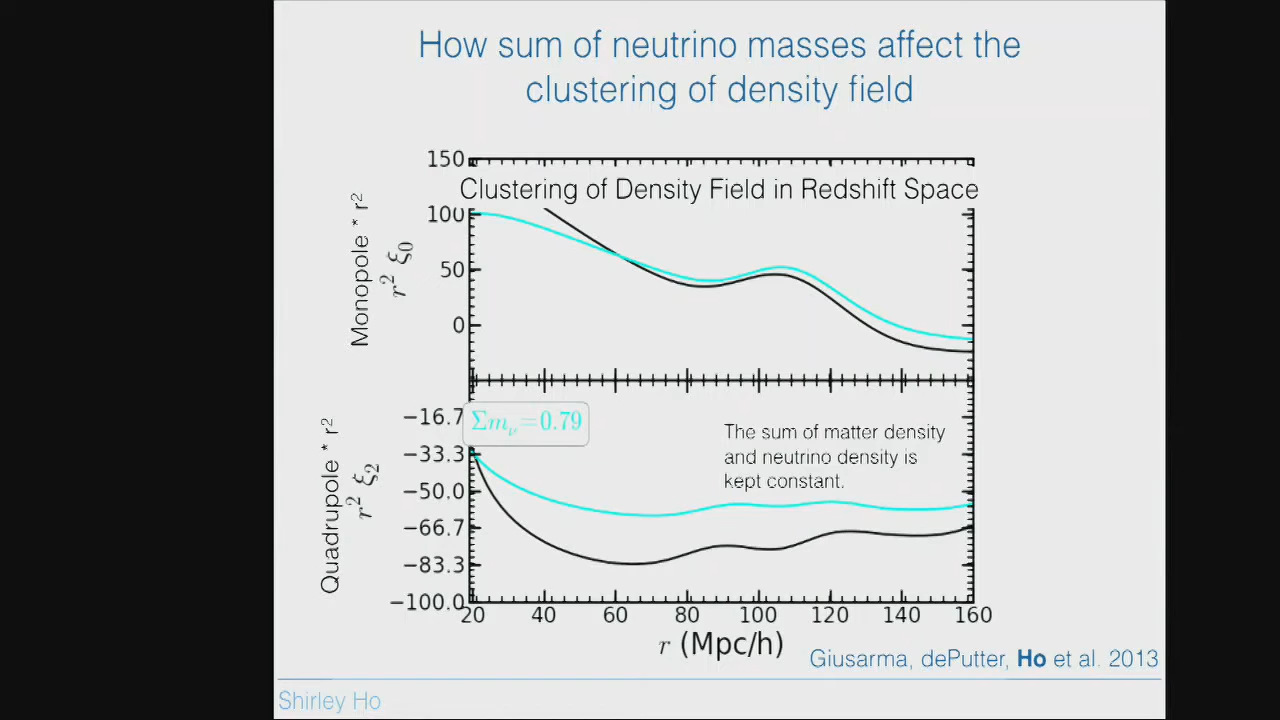 How sum of neutrino masses affect the
clustering of density field
150
Clustering of Density Field in Redshift Space
100
50
0
Monopole * r²
r² ξ₀
−16.7
−33.3
−50.0
−66.7
−83.3
−100.0
Quadrupole * r²
r² ξ₂
Σmᵥ=0.79
The sum of matter density
and neutrino density is
kept constant.
20 40 60 80 100 120 140 160
r (Mpc/h)
Giusarma, dePutter, Ho et al. 2013
Shirley Ho